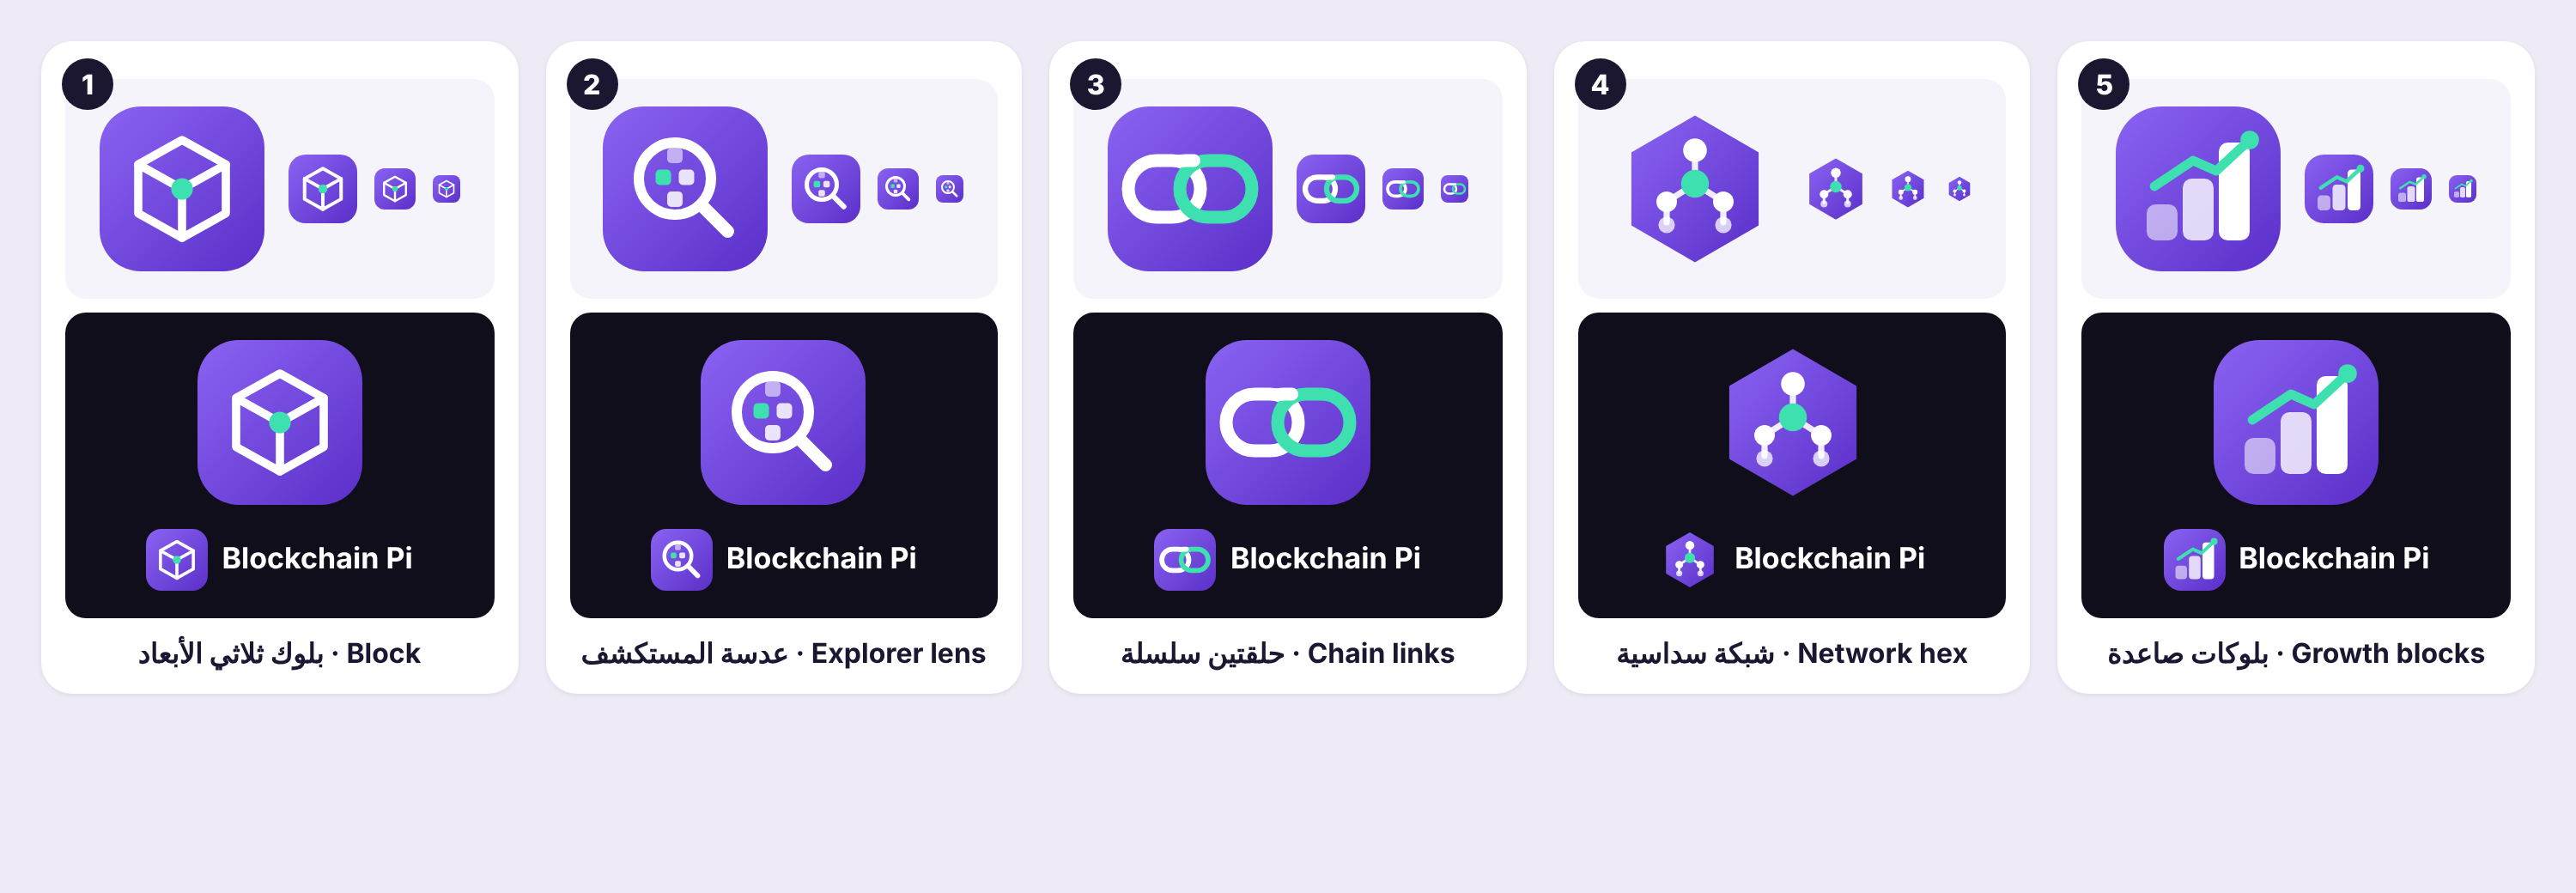 1
Blockchain Pi
بلوك ثلاثي الأبعاد · Block
2
Blockchain Pi
عدسة المستكشف · Explorer lens
3
Blockchain Pi
حلقتين سلسلة · Chain links
4
Blockchain Pi
شبكة سداسية · Network hex
5
Blockchain Pi
بلوكات صاعدة · Growth blocks